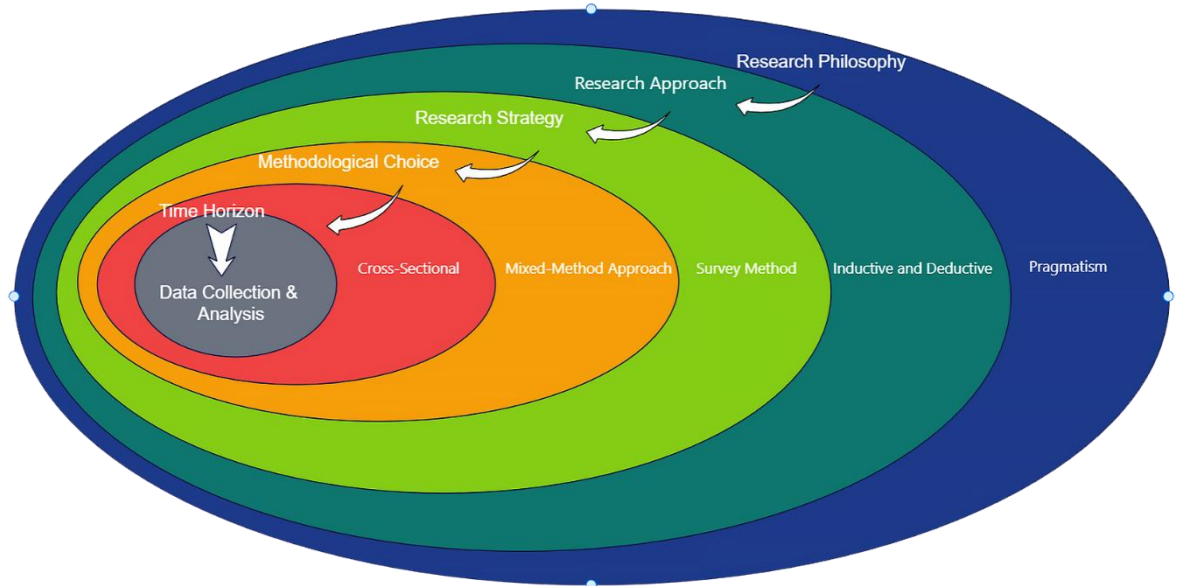 Research Philosophy
Research Approach
Research Strategy
Methodological Choice
Time Horizon
Cross-Sectional
Mixed-Method Approach
Survey Method
Inductive and Deductive
Pragmatism
Data Collection &
Analysis